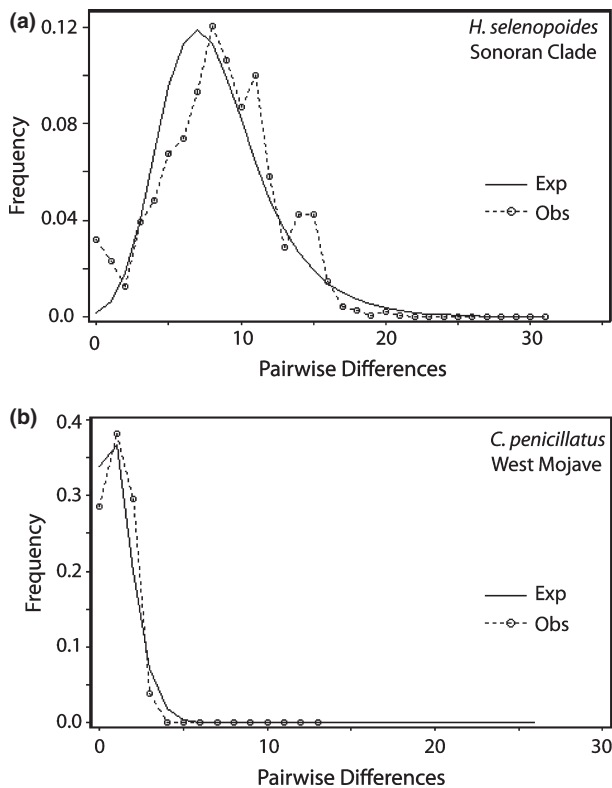 (a)
H. selenopoides
Sonoran Clade
0.12
0.08
0.04
0.0
Frequency
Exp
Obs
0 10 20 30
Pairwise Differences
(b)
C. penicillatus
West Mojave
0.4
0.3
0.2
0.1
0.0
Frequency
Exp
Obs
0 10 20 30
Pairwise Differences